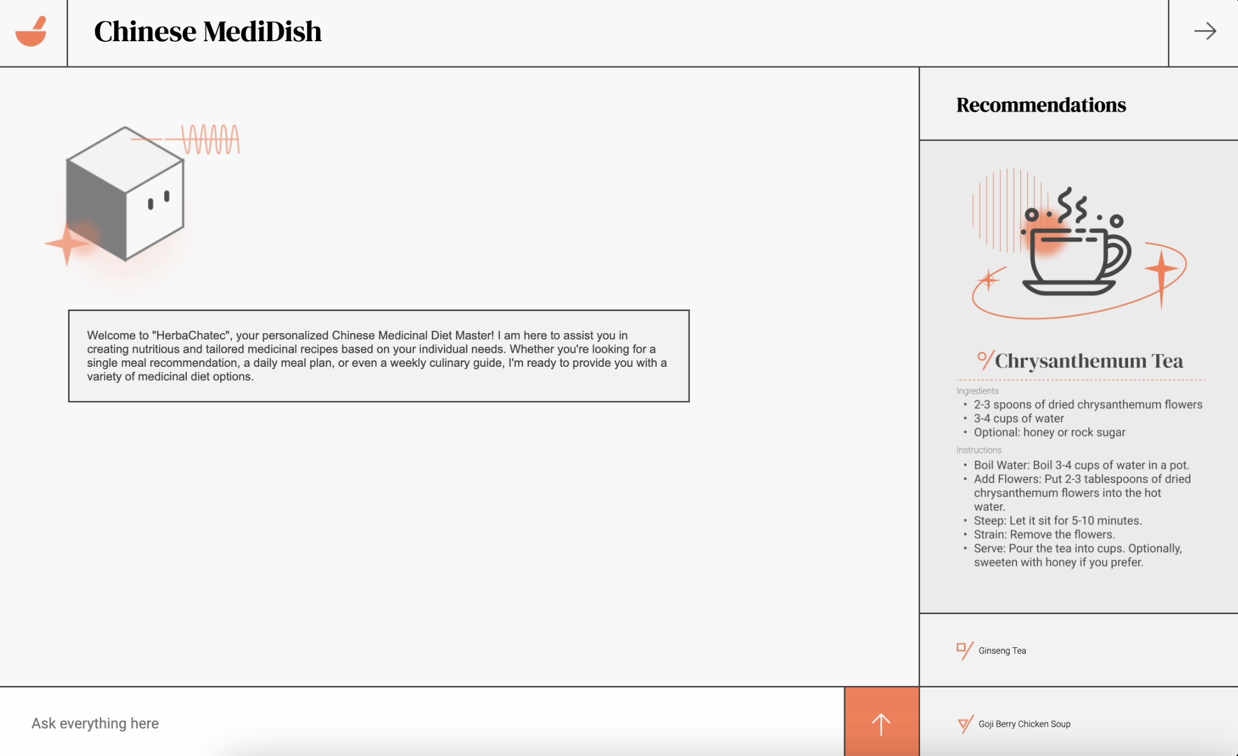 Chinese MediDish
Welcome to "HerbaChatec", your personalized Chinese Medicinal Diet Master! I am here to assist you in
creating nutritious and tailored medicinal recipes based on your individual needs. Whether you're looking for a
single meal recommendation, a daily meal plan, or even a weekly culinary guide, I'm ready to provide you with a
variety of medicinal diet options.
Ask everything here
Recommendations
Chrysanthemum Tea
Ingredients
• 2-3 spoons of dried chrysanthemum flowers
• 3-4 cups of water
• Optional: honey or rock sugar
Instructions
• Boil Water: Boil 3-4 cups of water in a pot.
• Add Flowers: Put 2-3 tablespoons of dried
chrysanthemum flowers into the hot
water.
• Steep: Let it sit for 5-10 minutes.
• Strain: Remove the flowers.
• Serve: Pour the tea into cups. Optionally,
sweeten with honey if you prefer.
Ginseng Tea
Goji Berry Chicken Soup